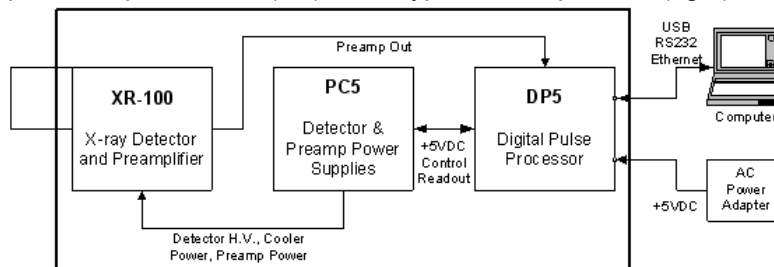 Preamp Out
XR-100
X-ray Detector
and Preamplifier
PC5
Detector &
Preamp Power
Supplies
+5VDC
Control
Readout
DP5
Digital Pulse
Processor
USB
RS232
Ethernet
Computer
AC
Power
Adapter
+5VDC
Detector H.V., Cooler
Power, Preamp Power